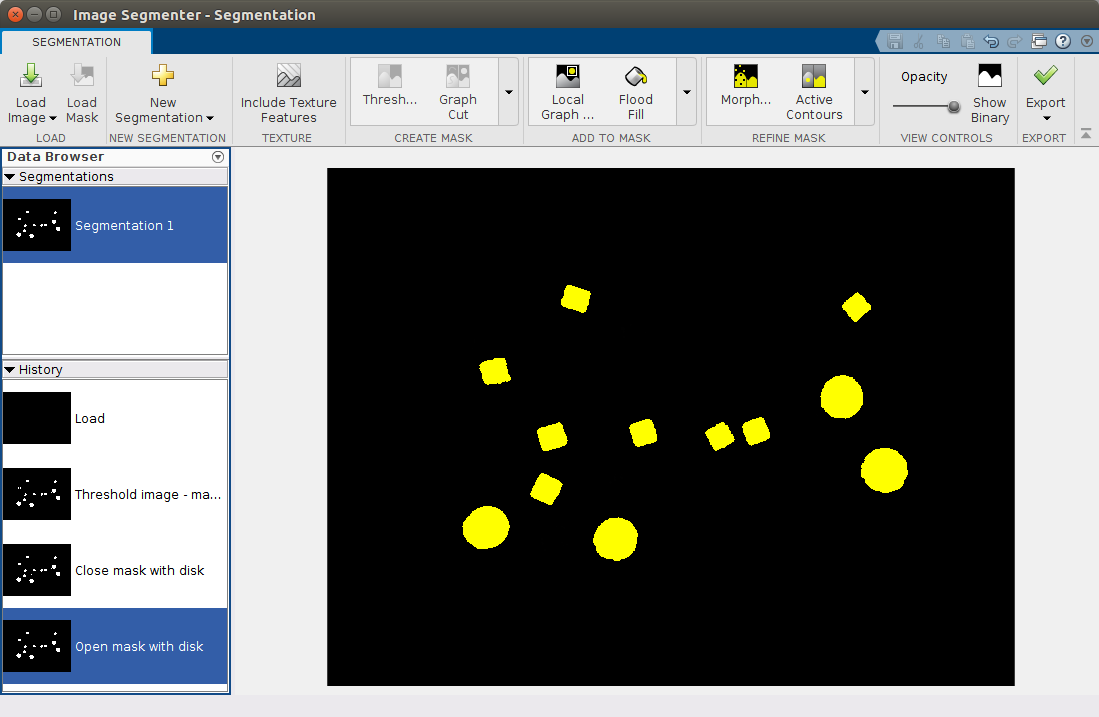 Image Segmenter - Segmentation
SEGMENTATION
Load Image
Load Mask
New Segmentation
Include Texture Features
Thresh...
Graph Cut
Local Graph ...
Flood Fill
Morph...
Active Contours
Opacity
Show Binary
Export
LOAD
NEW SEGMENTATION
TEXTURE
CREATE MASK
ADD TO MASK
REFINE MASK
VIEW CONTROLS
EXPORT
Data Browser
Segmentations
Segmentation 1
History
Load
Threshold image - ma...
Close mask with disk
Open mask with disk